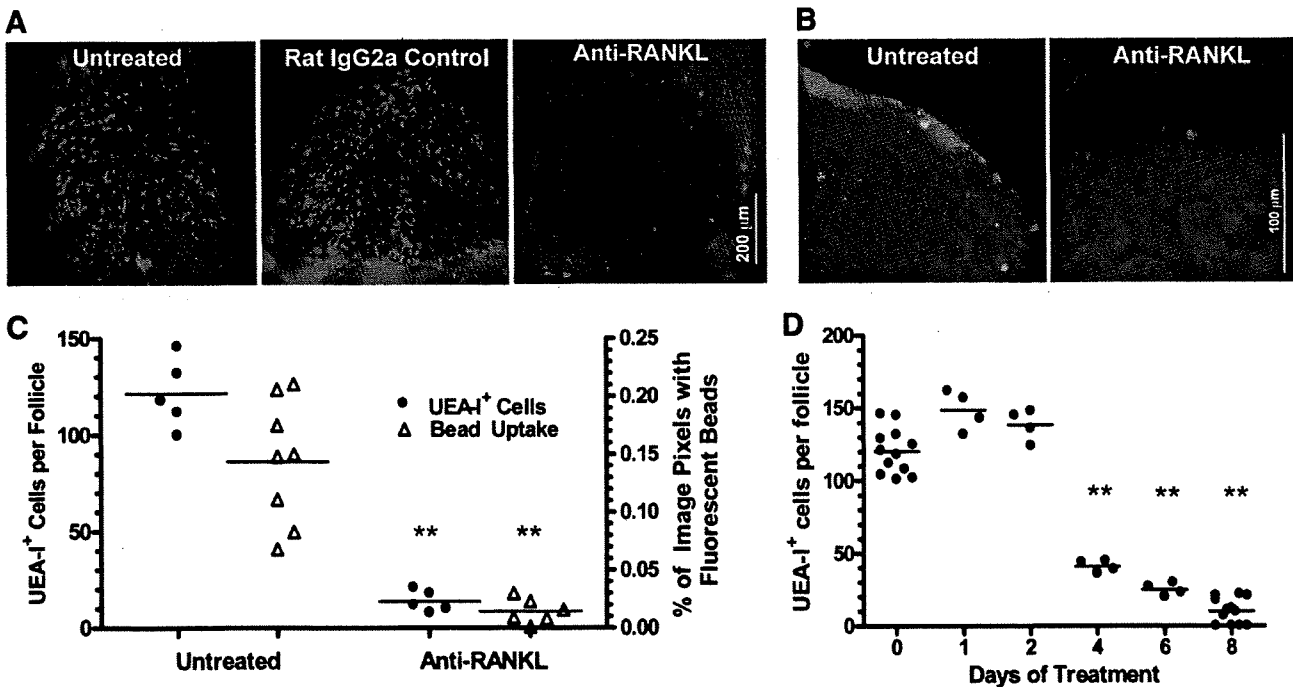 A
Untreated
Rat IgG2a Control
Anti-RANKL
200 µm
B
Untreated
Anti-RANKL
100 µm
C
UEA-I⁺ Cells per Follicle
150
100
50
0
UEA-I⁺ Cells
Bead Uptake
**
**
0.25
0.20
0.15
0.10
0.05
0.00
% of Image Pixels with
Fluorescent Beads
Untreated
Anti-RANKL
D
UEA-I⁺ cells per follicle
200
150
100
50
0
**
**
**
0
1
2
4
6
8
Days of Treatment